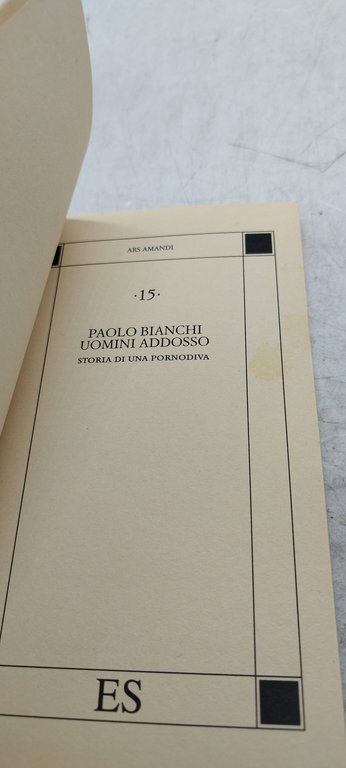 ARS AMANDI
·15·
PAOLO BIANCHI
UOMINI ADDOSSO
STORIA DI UNA PORNODIVA
ES